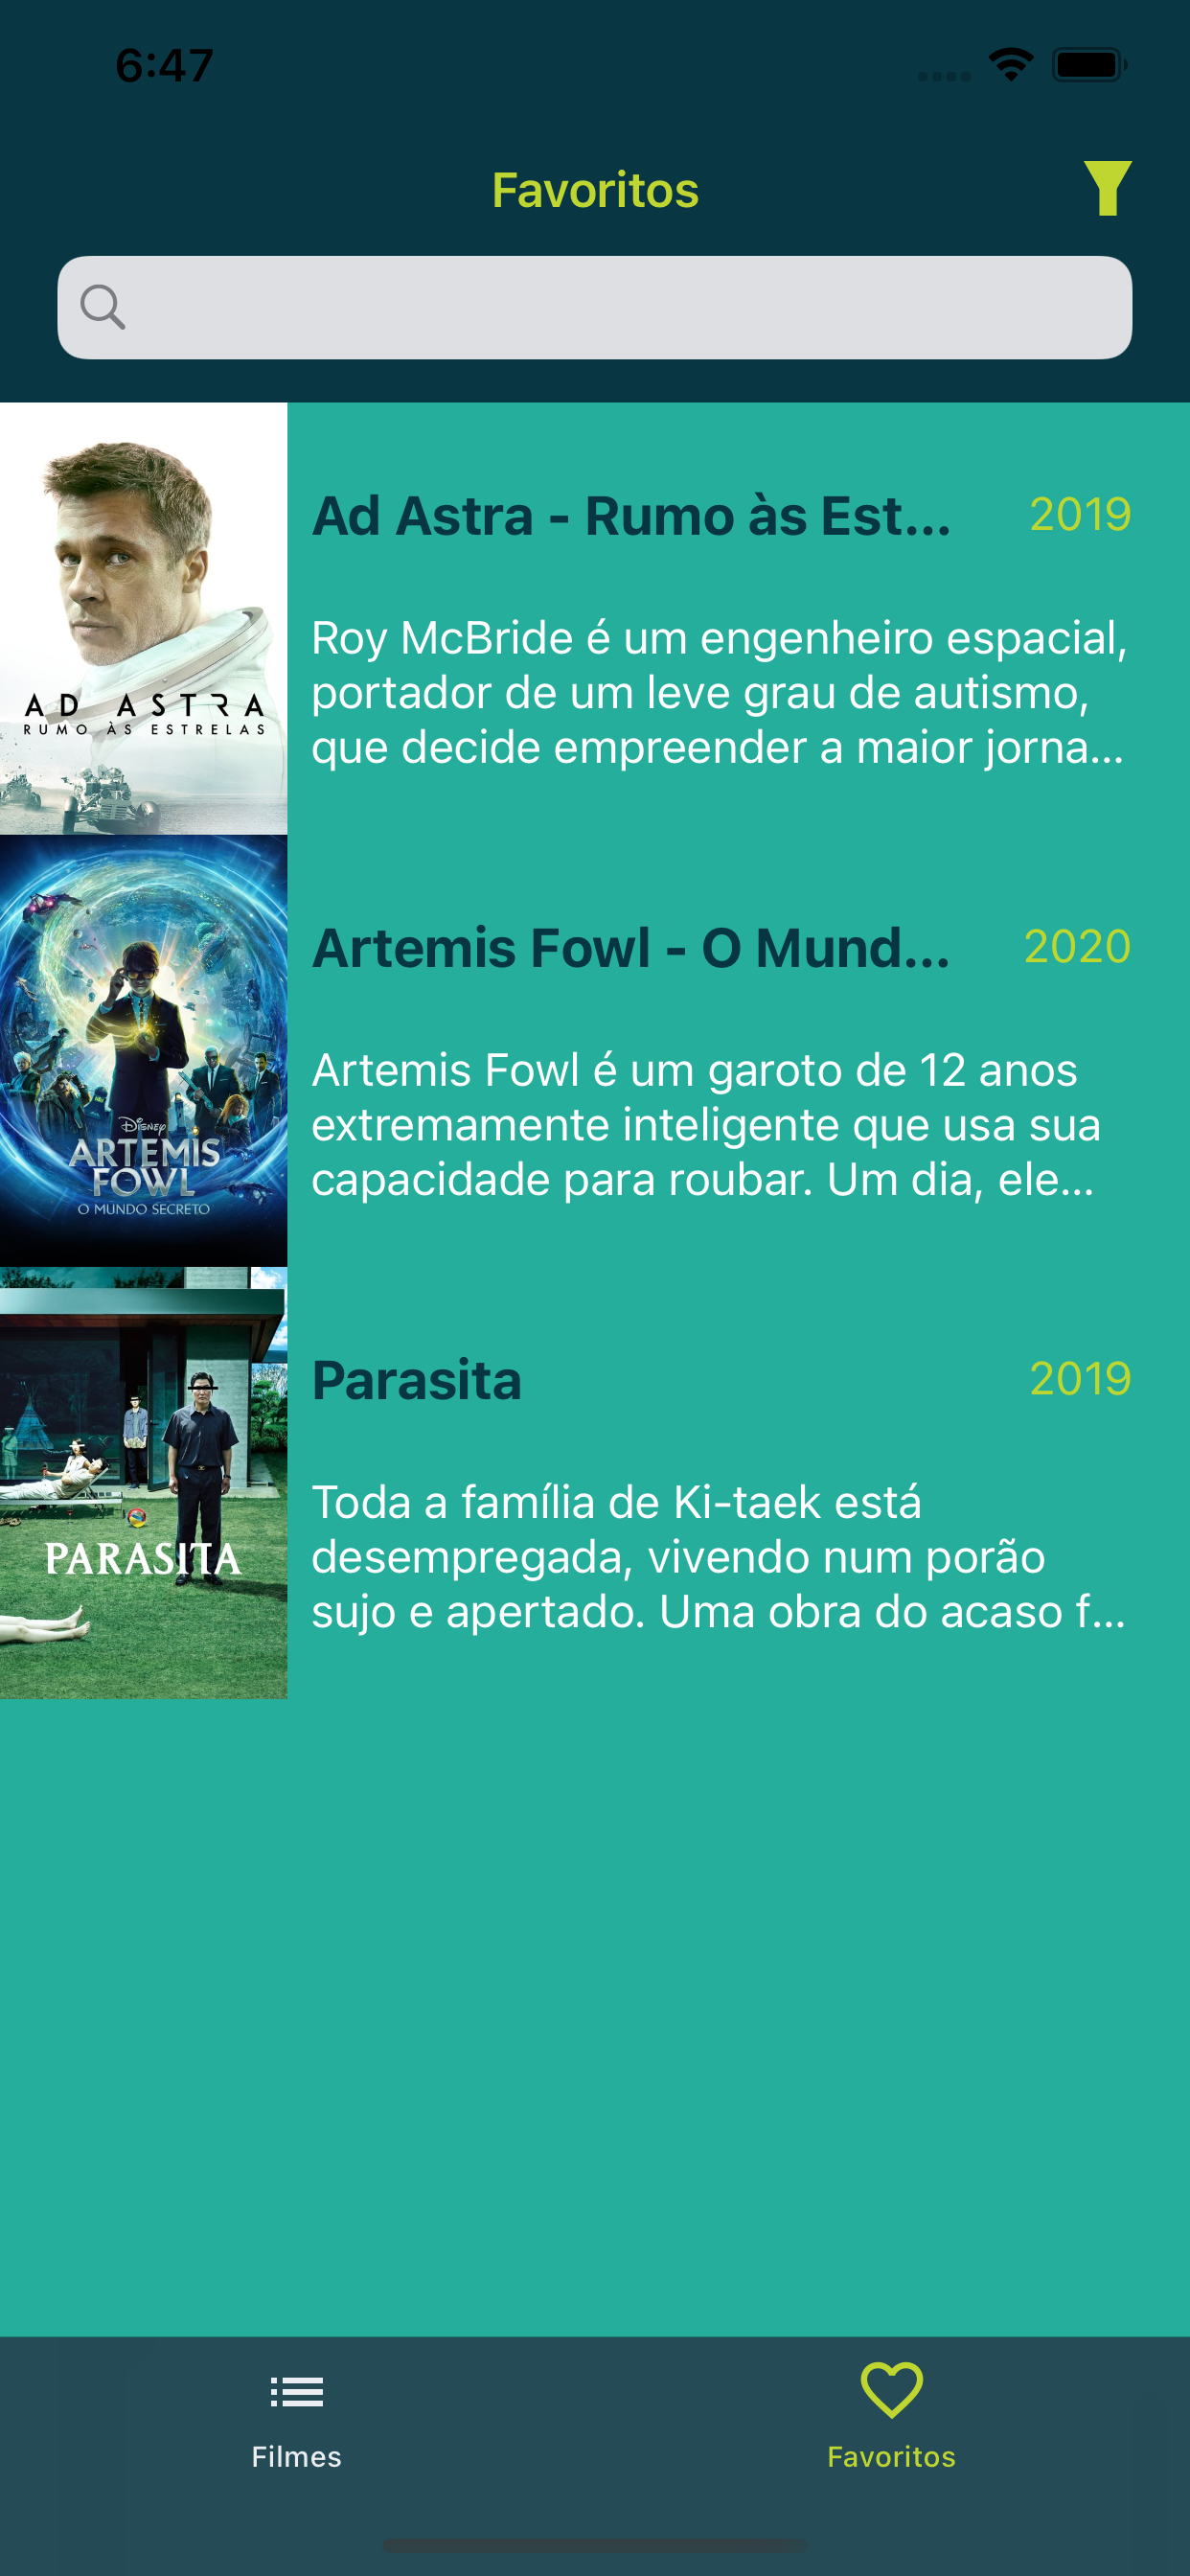 6:47
Favoritos
Ad Astra - Rumo às Est...
2019
Roy McBride é um engenheiro espacial,
portador de um leve grau de autismo,
que decide empreender a maior jorna...
AD ASTRA
RUMO ÀS ESTRELAS
Artemis Fowl - O Mund...
2020
Artemis Fowl é um garoto de 12 anos
extremamente inteligente que usa sua
capacidade para roubar. Um dia, ele...
DISNEY
ARTEMIS
FOWL
O MUNDO SECRETO
Parasita
2019
Toda a família de Ki-taek está
desempregada, vivendo num porão
sujo e apertado. Uma obra do acaso f...
PARASITA
Filmes
Favoritos